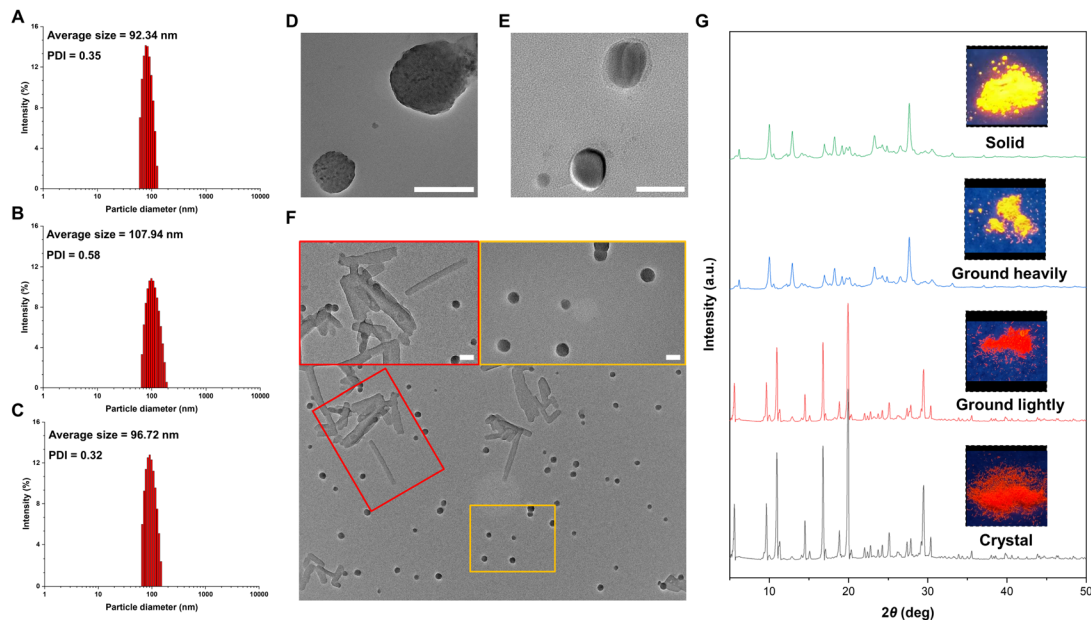 A
Average size = 92.34 nm
PDI = 0.35
Intensity (%)
16
12
8
4
0
1
10
100
1000
10000
Particle diameter (nm)
B
Average size = 107.94 nm
PDI = 0.58
Intensity (%)
16
12
8
4
0
1
10
100
1000
10000
Particle diameter (nm)
C
Average size = 96.72 nm
PDI = 0.32
Intensity (%)
16
12
8
4
0
1
10
100
1000
10000
Particle diameter (nm)
D
E
F
G
Intensity (a.u.)
Solid
Ground heavily
Ground lightly
Crystal
10
20
30
40
50
2θ (deg)